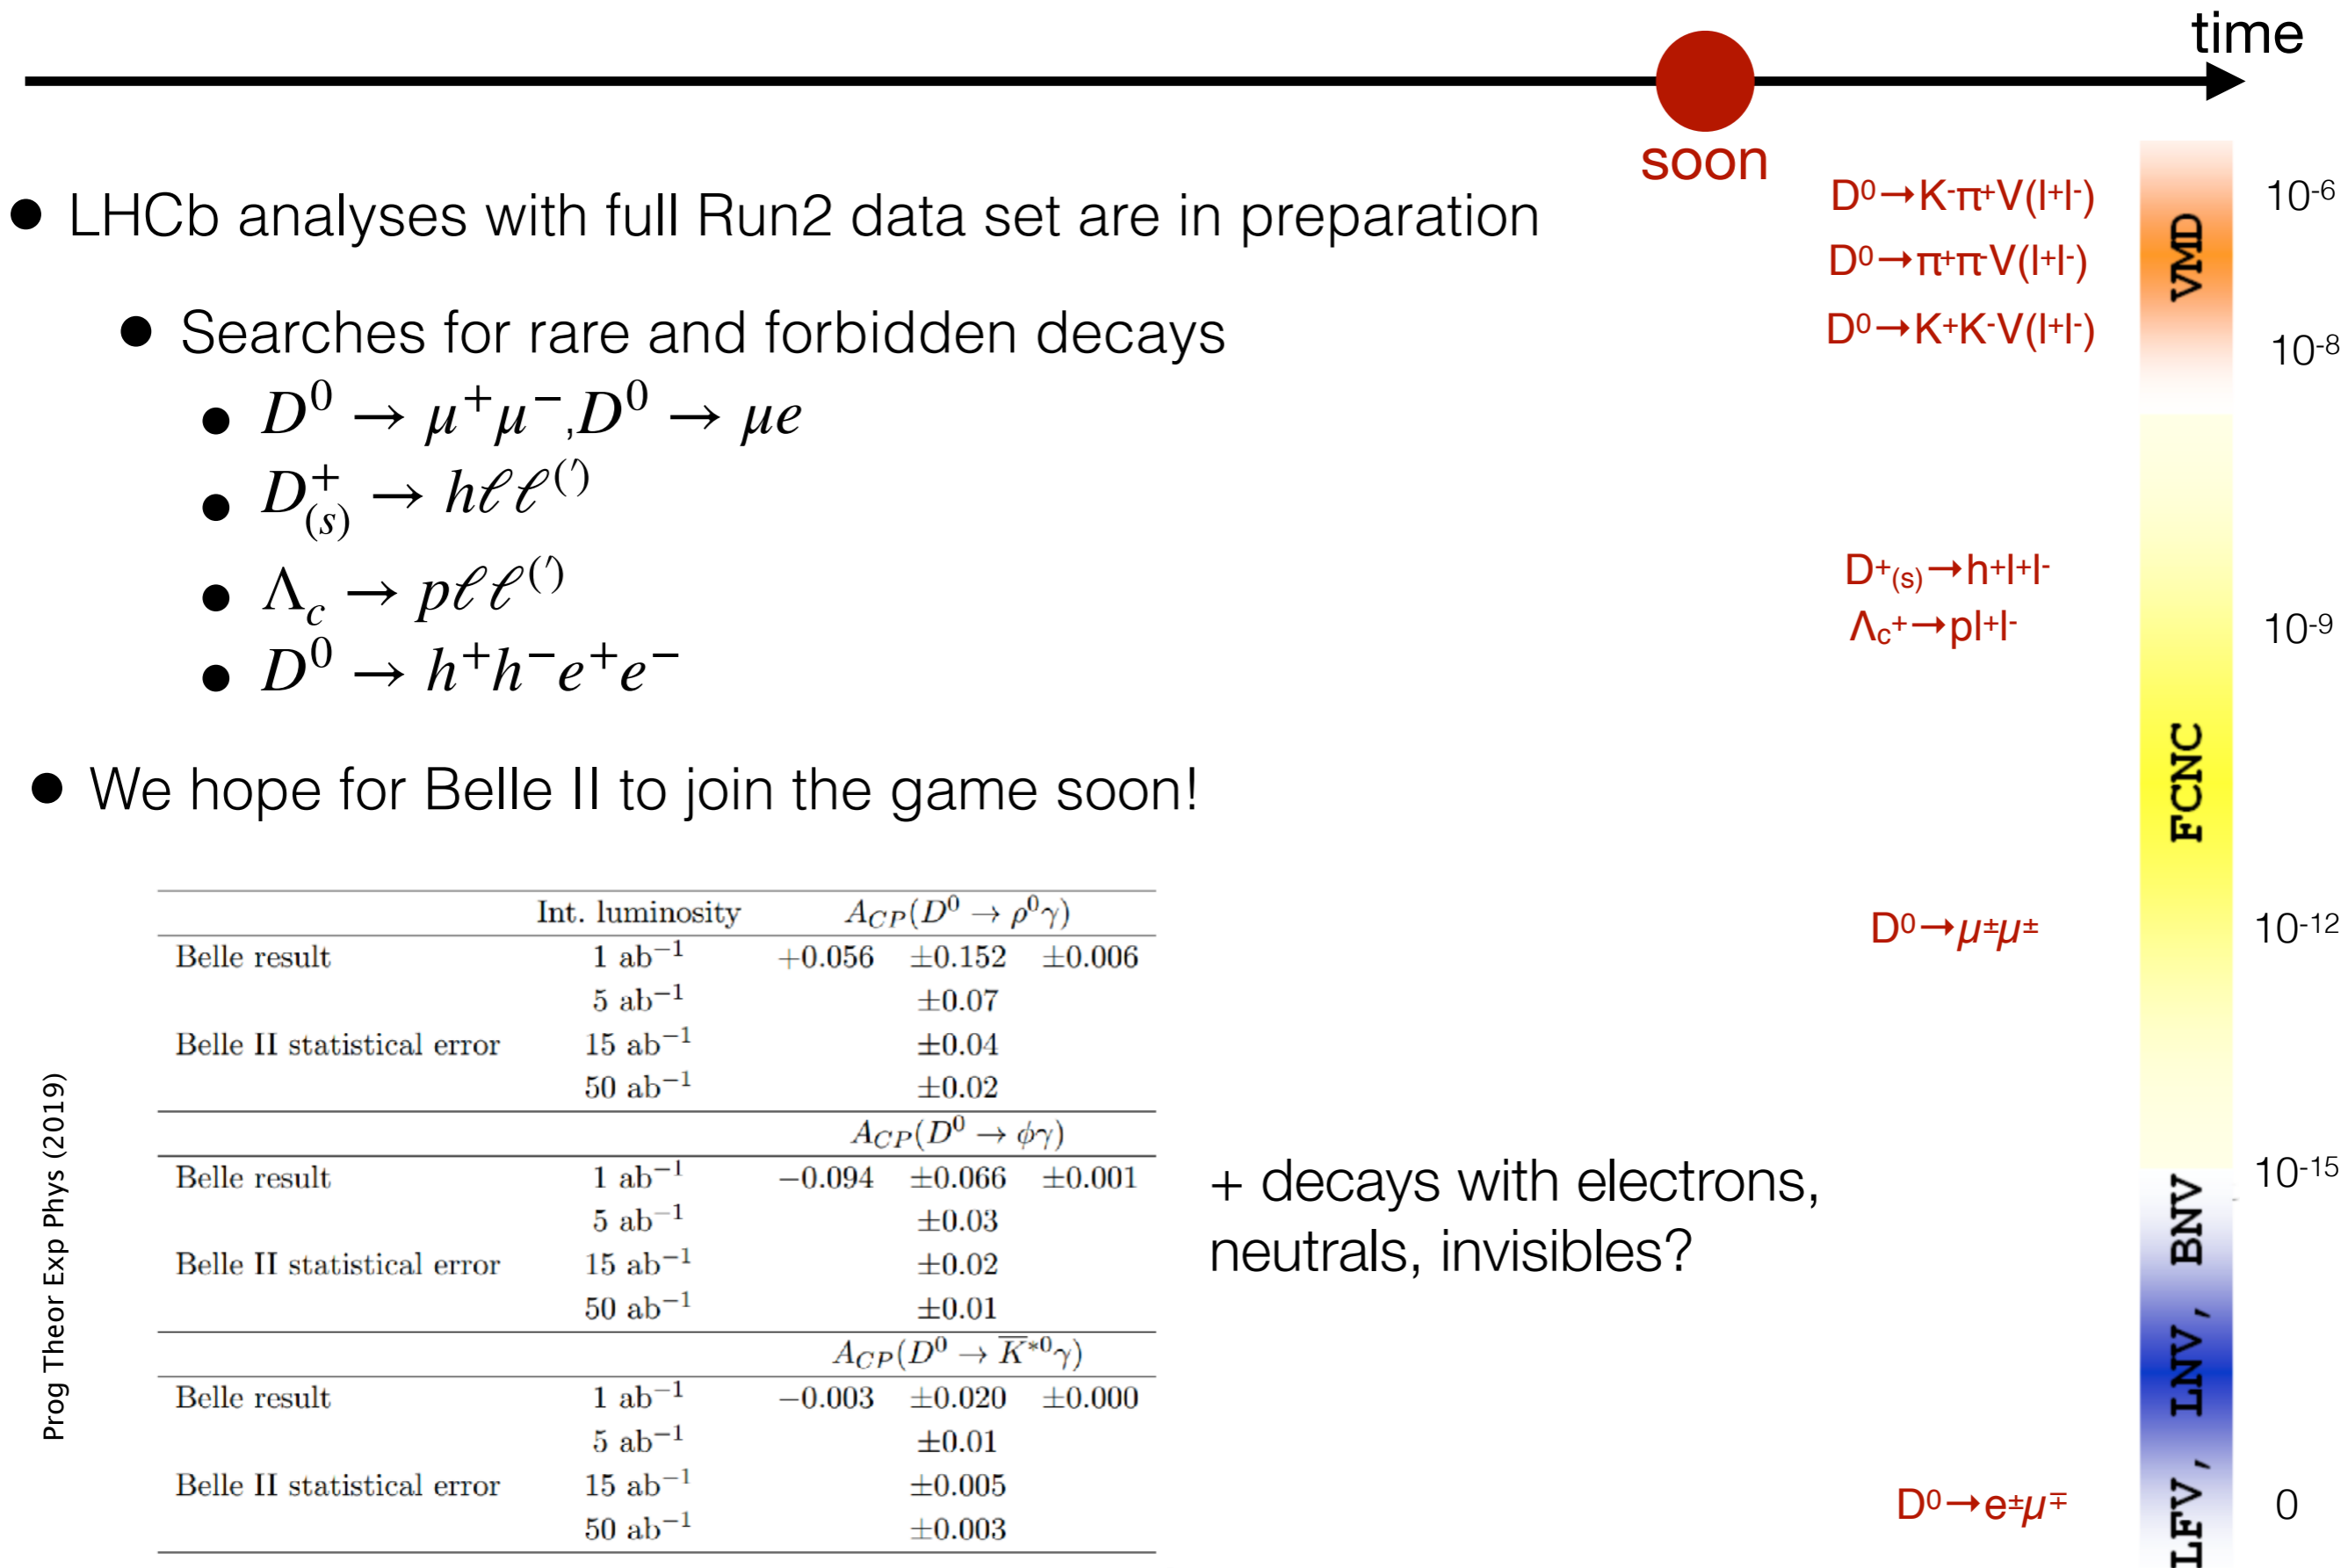 time
soon
● LHCb analyses with full Run2 data set are in preparation
● Searches for rare and forbidden decays
● D⁰ → μ⁺μ⁻,D⁰ → μe
● D⁺₍ₛ₎ → hℓℓ⁽′⁾
● Λ_c → pℓℓ⁽′⁾
● D⁰ → h⁺h⁻e⁺e⁻
● We hope for Belle II to join the game soon!
Int. luminosity A_CP(D⁰ → ρ⁰γ)
Belle result 1 ab⁻¹ +0.056 ±0.152 ±0.006
5 ab⁻¹ ±0.07
Belle II statistical error 15 ab⁻¹ ±0.04
50 ab⁻¹ ±0.02
A_CP(D⁰ → ϕγ)
Belle result 1 ab⁻¹ −0.094 ±0.066 ±0.001
5 ab⁻¹ ±0.03
Belle II statistical error 15 ab⁻¹ ±0.02
50 ab⁻¹ ±0.01
A_CP(D⁰ → K̅*⁰γ)
Belle result 1 ab⁻¹ −0.003 ±0.020 ±0.000
5 ab⁻¹ ±0.01
Belle II statistical error 15 ab⁻¹ ±0.005
50 ab⁻¹ ±0.003
Prog Theor Exp Phys (2019)
+ decays with electrons,
neutrals, invisibles?
D⁰→K⁻π⁺V(l⁺l⁻)
D⁰→π⁺π⁻V(l⁺l⁻)
D⁰→K⁺K⁻V(l⁺l⁻)
D⁺₍ₛ₎→h⁺l⁺l⁻
Λ_c⁺→pl⁺l⁻
D⁰→μ±μ±
D⁰→e±μ∓
VMD
FCNC
LFV, LNV, BNV
10⁻⁶
10⁻⁸
10⁻⁹
10⁻¹²
10⁻¹⁵
0